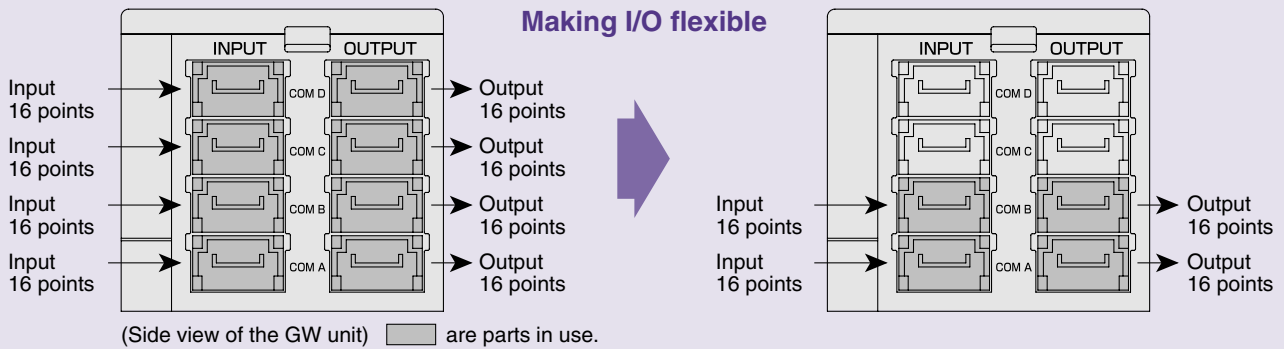 Making I/O flexible
INPUT OUTPUT
Input
16 points
COM D
Output
16 points
Input
16 points
COM C
Output
16 points
Input
16 points
COM B
Output
16 points
Input
16 points
COM A
Output
16 points
(Side view of the GW unit) are parts in use.
INPUT OUTPUT
COM D
COM C
Input
16 points
COM B
Output
16 points
Input
16 points
COM A
Output
16 points